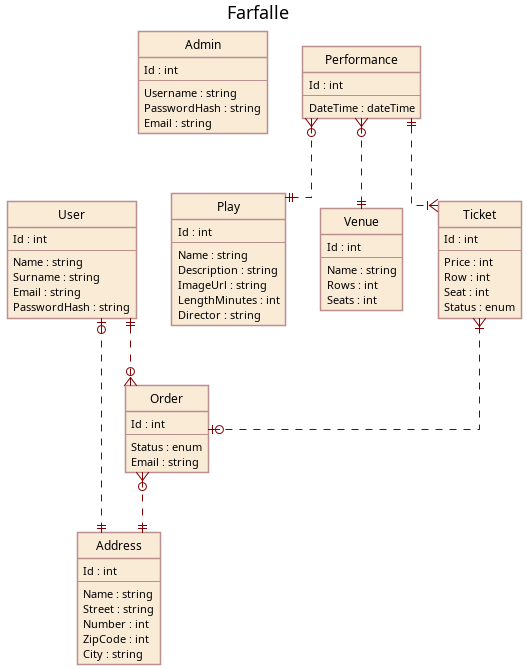 Farfalle
Admin
Id : int
Username : string
PasswordHash : string
Email : string
Performance
Id : int
DateTime : dateTime
User
Id : int
Name : string
Surname : string
Email : string
PasswordHash : string
Play
Id : int
Name : string
Description : string
ImageUrl : string
LengthMinutes : int
Director : string
Venue
Id : int
Name : string
Rows : int
Seats : int
Ticket
Id : int
Price : int
Row : int
Seat : int
Status : enum
Order
Id : int
Status : enum
Email : string
Address
Id : int
Name : string
Street : string
Number : int
ZipCode : int
City : string